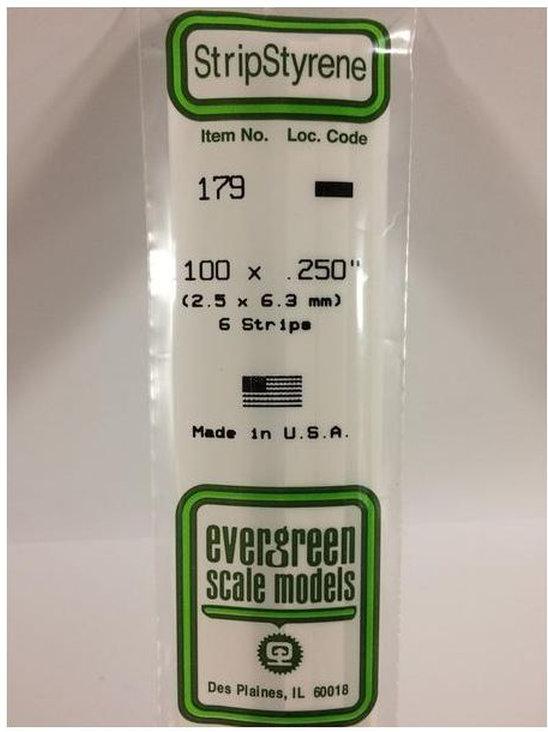 StripStyrene
Item No. Loc. Code
179
100 x .250"
(2.5 x 6.3 mm)
6 Strips
Made in U.S.A.
evergreen
scale models
Des Plaines, IL 60018